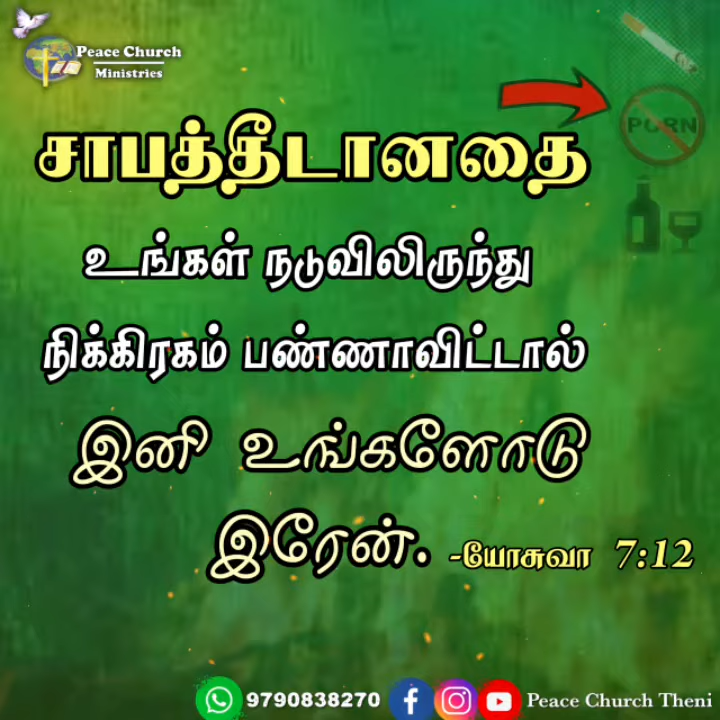 Peace Church
Ministries
PORN
சாபத்தீடானதை
உங்கள் நடுவிலிருந்து
நிக்கிரகம் பண்ணாவிட்டால்
இனி உங்களோடு
இரேன். -யோசுவா 7:12
9790838270 Peace Church Theni